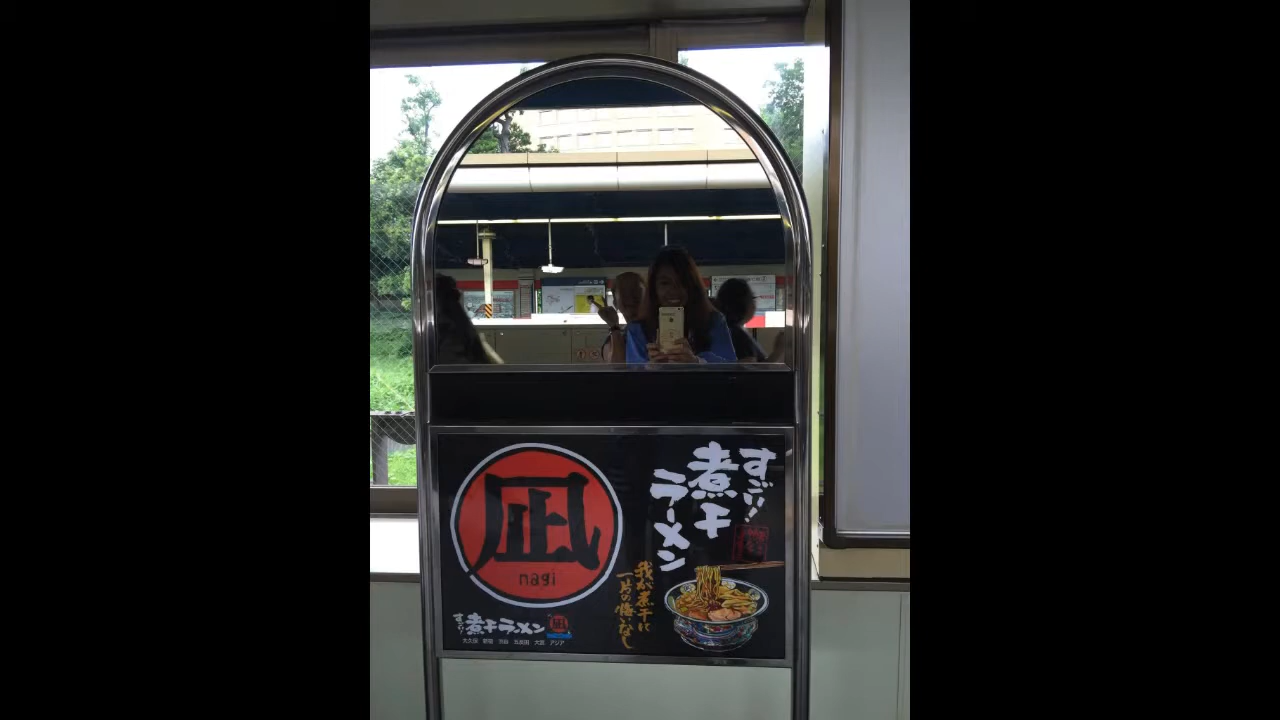 凪
nagi
すごい!
煮干
ラーメン
我が煮干に
一片の悔いなし
すごい!煮干ラーメン 凪